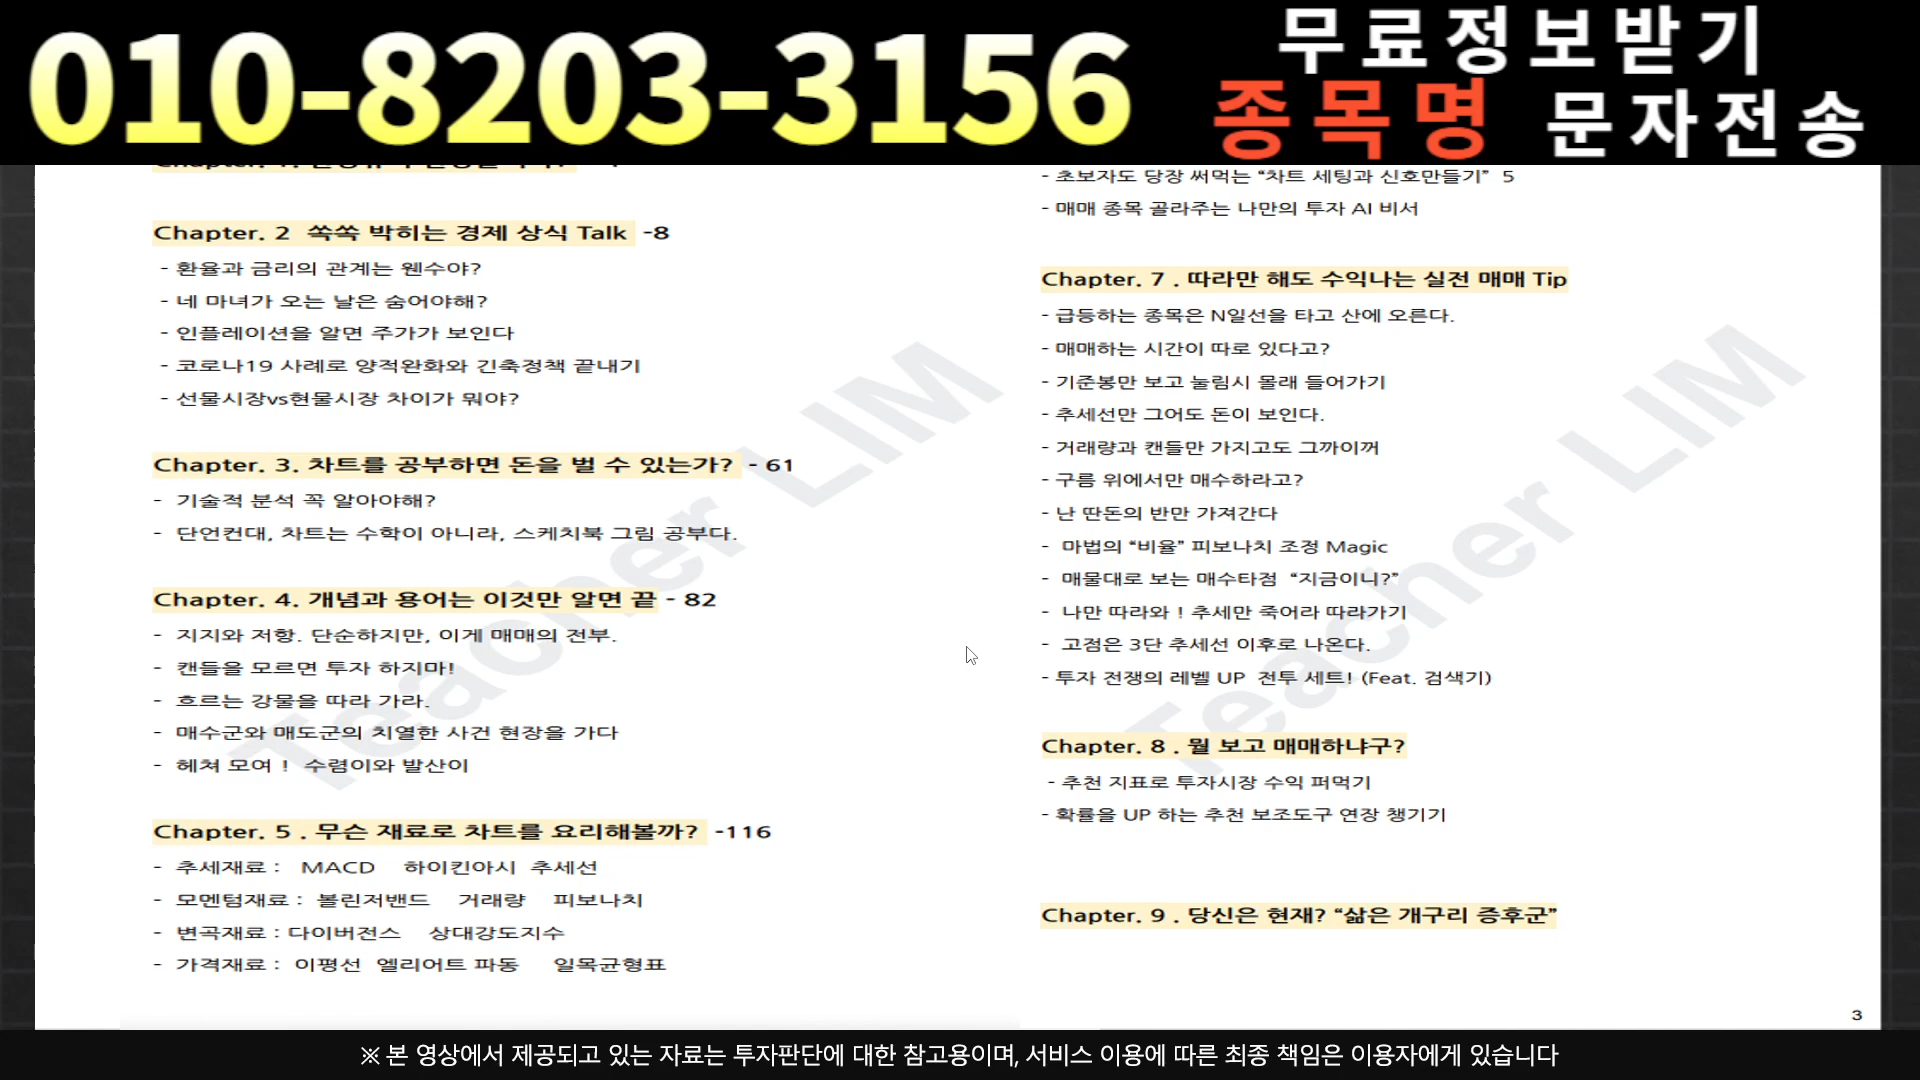 010-8203-3156
무료정보받기
종목명 문자전송
Chapter. 2 쏙쏙 박히는 경제 상식 Talk -8
- 환율과 금리의 관계는 웬수야?
- 네 마녀가 오는 날은 숨어야해?
- 인플레이션을 알면 주가가 보인다
- 코로나19 사례로 양적완화와 긴축정책 끝내기
- 선물시장vs현물시장 차이가 뭐야?
Chapter. 3. 차트를 공부하면 돈을 벌 수 있는가? - 61
- 기술적 분석 꼭 알아야해?
- 단언컨대, 차트는 수학이 아니라, 스케치북 그림 공부다.
Chapter. 4. 개념과 용어는 이것만 알면 끝 - 82
- 지지와 저항. 단순하지만, 이게 매매의 전부.
- 캔들을 모르면 투자 하지마!
- 흐르는 강물을 따라 가라.
- 매수군와 매도군의 치열한 사건 현장을 가다
- 헤쳐 모여 ! 수렴이와 발산이
Chapter. 5 . 무슨 재료로 차트를 요리해볼까? -116
- 추세재료 : MACD 하이킨아시 추세선
- 모멘텀재료 : 볼린저밴드 거래량 피보나치
- 변곡재료 : 다이버전스 상대강도지수
- 가격재료 : 이평선 엘리어트 파동 일목균형표
- 초보자도 당장 써먹는 “차트 세팅과 신호만들기” 5
- 매매 종목 골라주는 나만의 투자 AI 비서
Chapter. 7 . 따라만 해도 수익나는 실전 매매 Tip
- 급등하는 종목은 N일선을 타고 산에 오른다.
- 매매하는 시간이 따로 있다고?
- 기준봉만 보고 눌림시 몰래 들어가기
- 추세선만 그어도 돈이 보인다.
- 거래량과 캔들만 가지고도 그까이꺼
- 구름 위에서만 매수하라고?
- 난 딴돈의 반만 가져간다
- 마법의 “비율” 피보나치 조정 Magic
- 매물대로 보는 매수타점 “지금이니?”
- 나만 따라와 ! 추세만 죽어라 따라가기
- 고점은 3단 추세선 이후로 나온다.
- 투자 전쟁의 레벨 UP 전투 세트! (Feat. 검색기)
Chapter. 8 . 뭘 보고 매매하냐구?
- 추천 지표로 투자시장 수익 퍼먹기
- 확률을 UP 하는 추천 보조도구 연장 챙기기
Chapter. 9 . 당신은 현재? “삶은 개구리 증후군”
Teacher LIM
Teacher LIM
3
※ 본 영상에서 제공되고 있는 자료는 투자판단에 대한 참고용이며, 서비스 이용에 따른 최종 책임은 이용자에게 있습니다